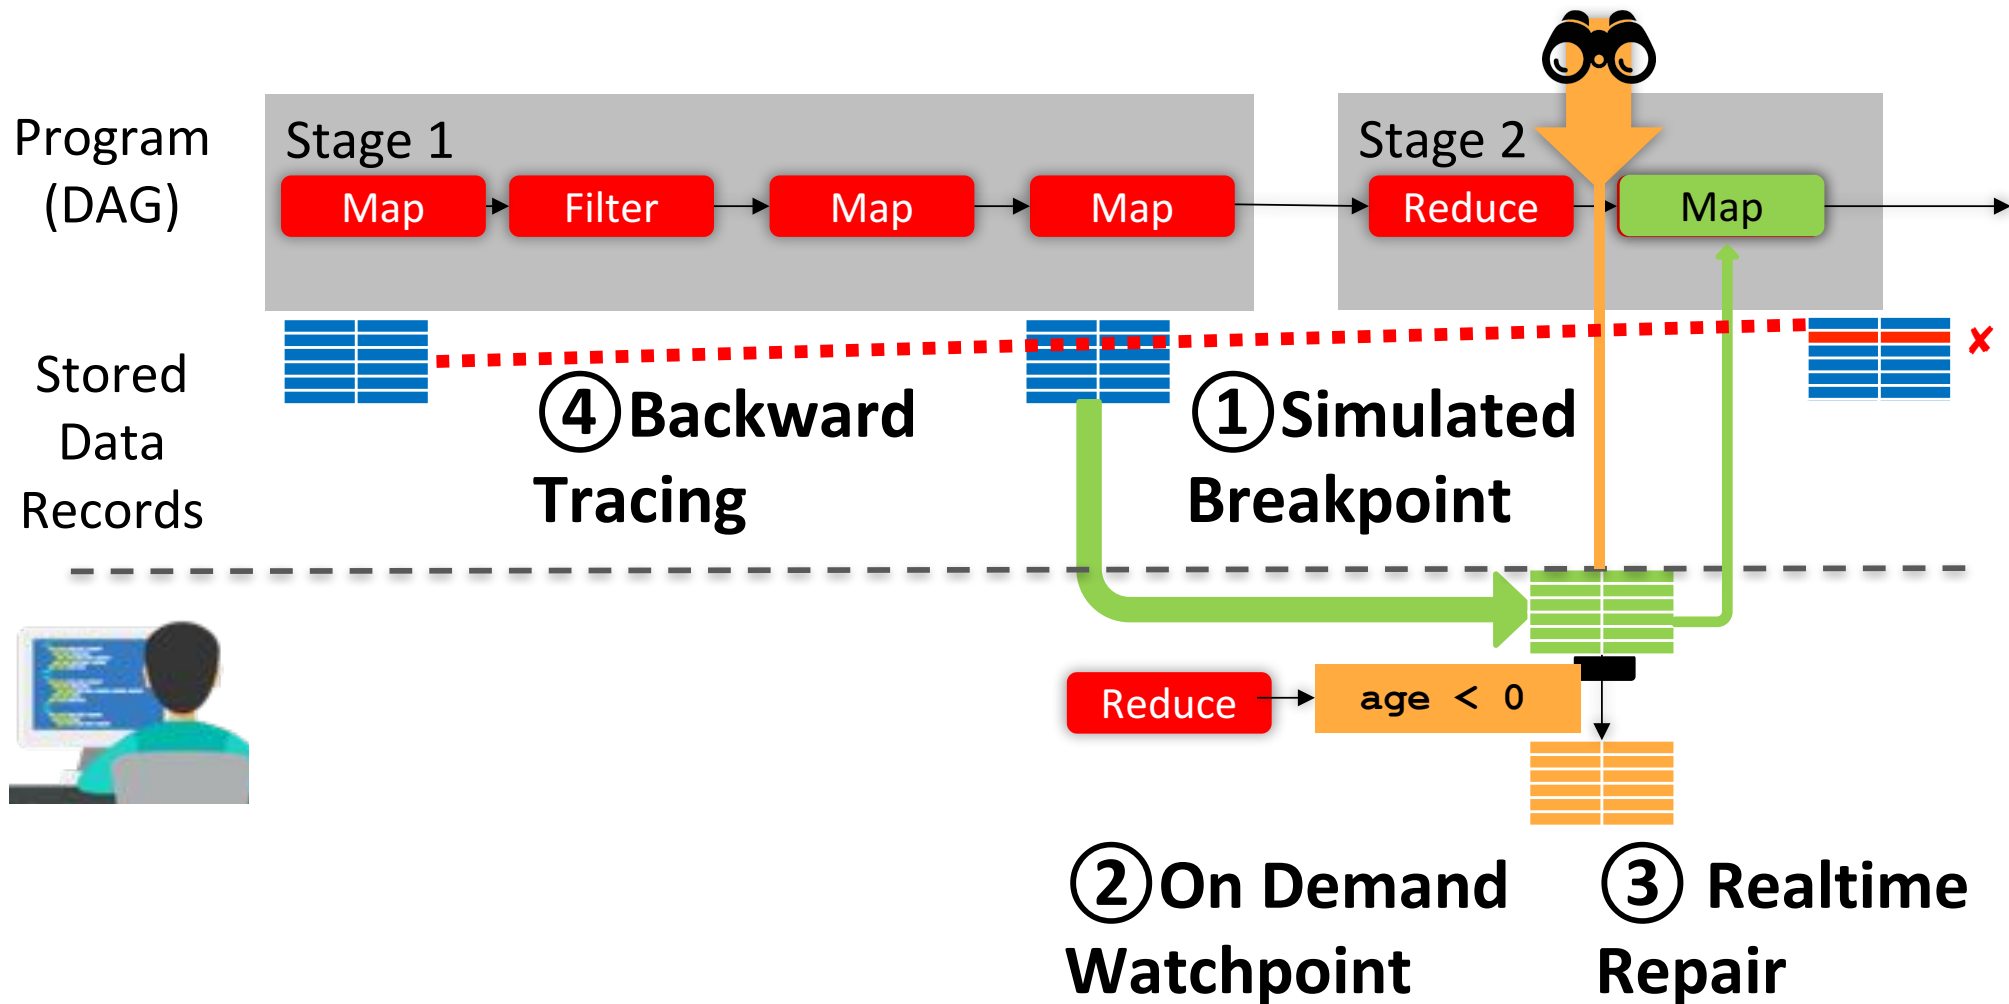 Program
(DAG)
Stage 1
Map
Filter
Map
Map
Stage 2
Reduce
Map
Stored
Data
Records
④Backward
Tracing
①Simulated
Breakpoint
Reduce
age < 0
②On Demand
Watchpoint
③ Realtime
Repair